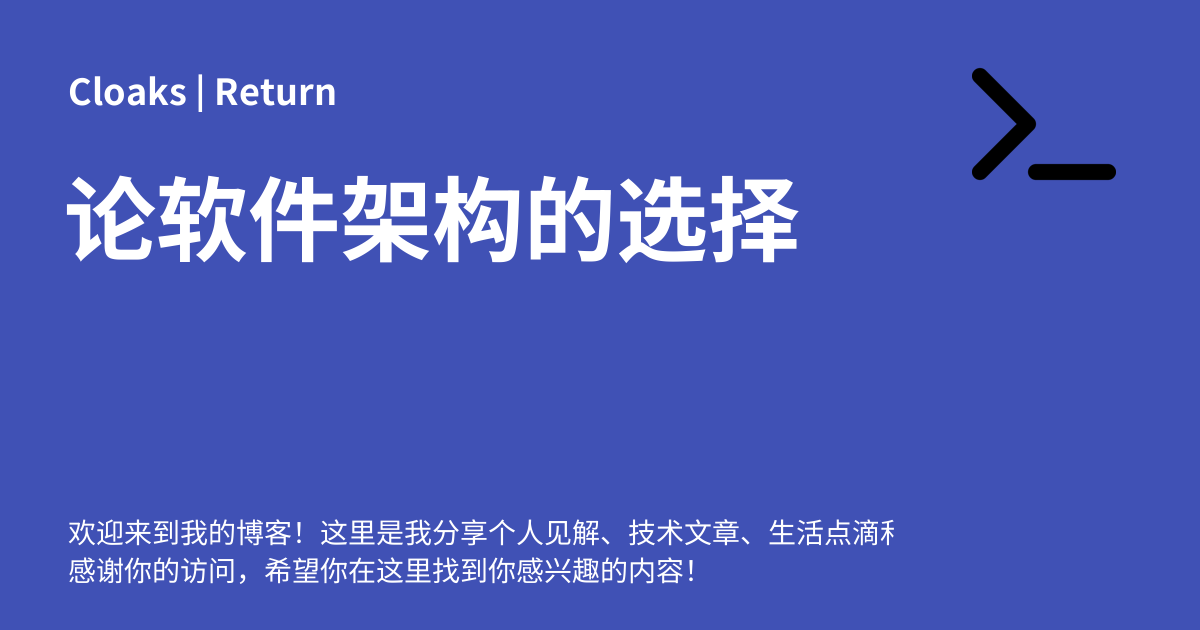 Cloaks | Return
论软件架构的选择
欢迎来到我的博客！这里是我分享个人见解、技术文章、生活点滴
感谢你的访问，希望你在这里找到你感兴趣的内容！